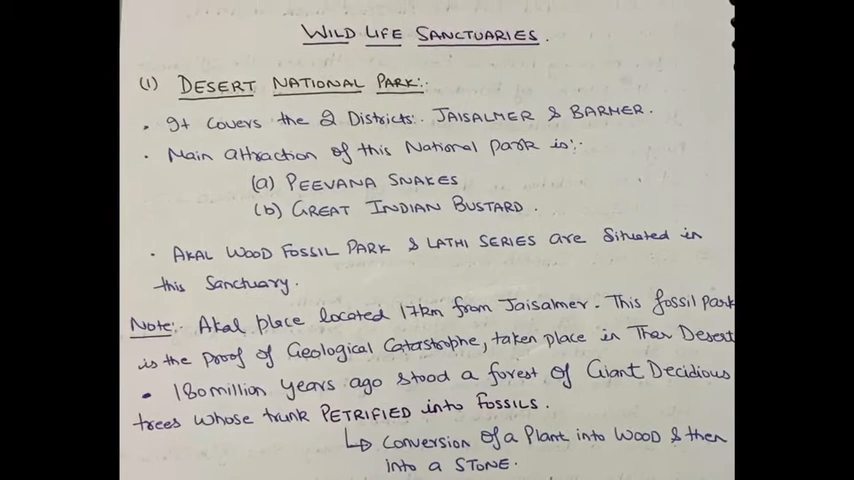 WILD LIFE SANCTUARIES.
(1) DESERT NATIONAL PARK:-
• It covers the 2 Districts:- JAISALMER & BARMER.
• Main attraction of this National park is:-
(a) PEEVANA SNAKES
(b) GREAT INDIAN BUSTARD.
• AKAL WOOD FOSSIL PARK & LATHI SERIES are situated in
this Sanctuary.
Note:- Akal place located 17km from Jaisalmer. This fossil park
is the proof of Geological Catastrophe, taken place in Thar Desert
• 180 million years ago stood a forest of Giant Decidious
trees whose trunk PETRIFIED into FOSSILS.
↳ Conversion of a Plant into WOOD & then
into a STONE.